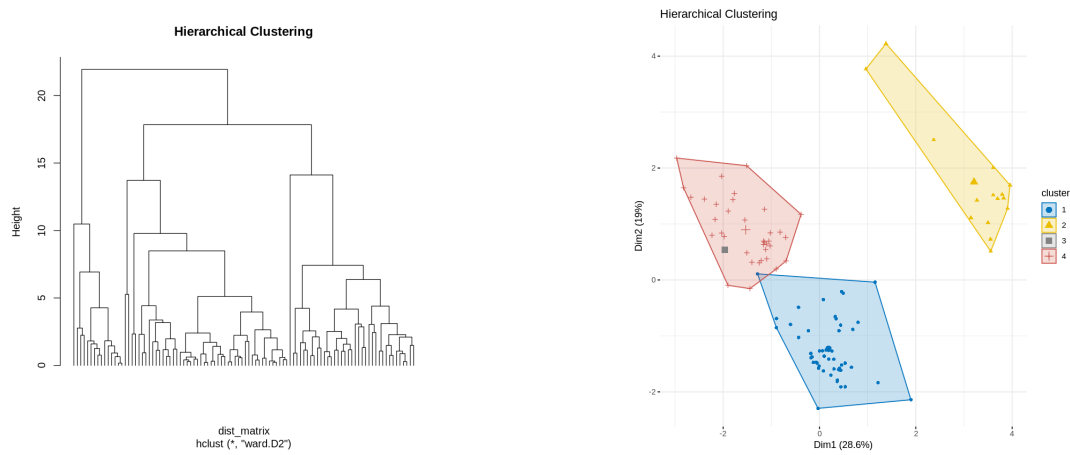 Hierarchical Clustering
Height
0
5
10
15
20
dist_matrix
hclust (*, "ward.D2")
Hierarchical Clustering
Dim2 (19%)
4
2
0
-2
-2
0
2
4
Dim1 (28.6%)
cluster
1
2
3
4